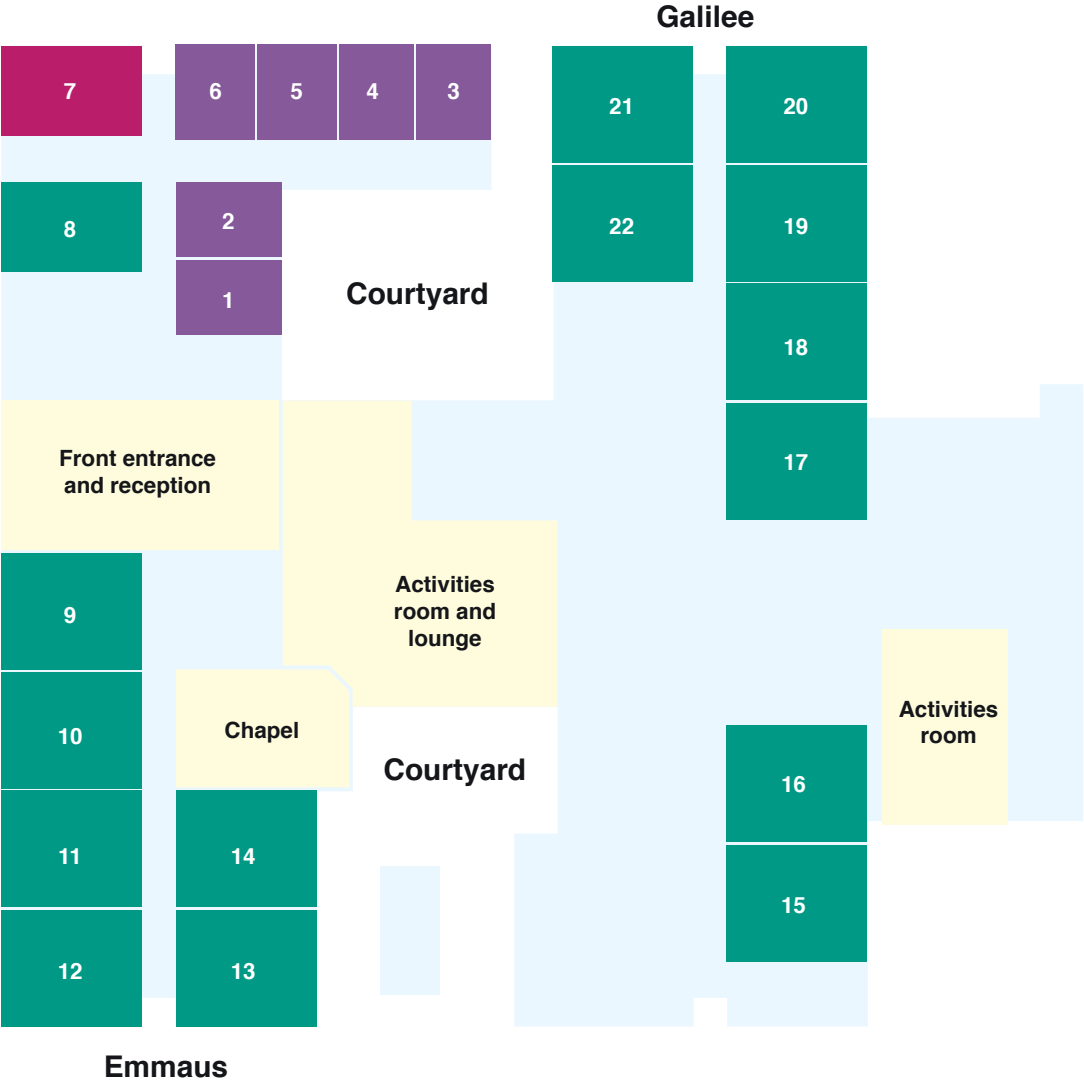 Galilee
7
6
5
4
3
21
20
8
2
22
19
1
Courtyard
18
Front entrance
and reception
17
9
Activities
room and
lounge
10
Chapel
Courtyard
Activities
room
16
11
14
15
12
13
Emmaus